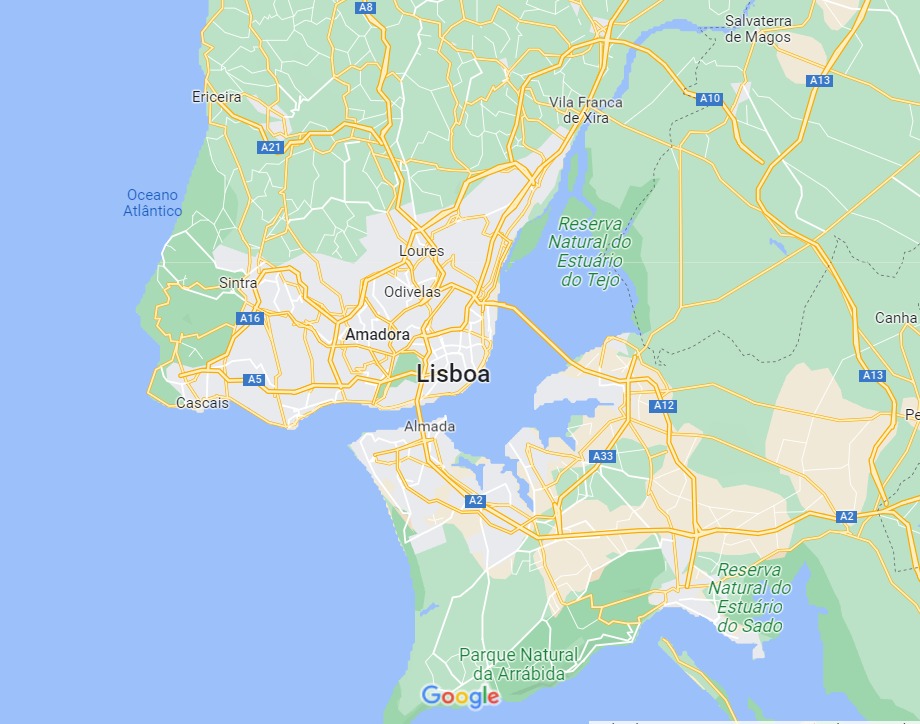 A8
Salvaterra
de Magos
A13
Ericeira
A10
Vila Franca
de Xira
A21
Oceano
Atlântico
Reserva
Natural do
Estuário
do Tejo
Loures
Sintra
Odivelas
A16
Canha
Amadora
Lisboa
A5
A13
Cascais
A12
Pe
Almada
A33
A2
A2
Reserva
Natural do
Estuário
do Sado
Parque Natural
da Arrábida
Google